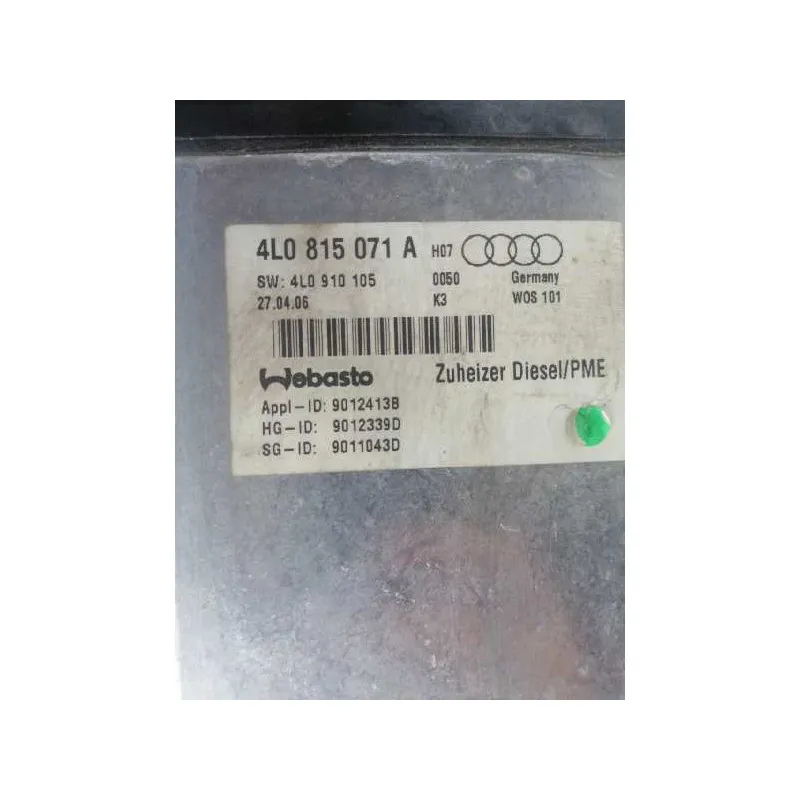 4L0 815 071 A H07
SW: 4L0 910 105 0050 Germany
27.04.06 K3 WOS 101
Webasto Zuheizer Diesel/PME
Appl-ID: 9012413B
HG-ID: 9012339D
SG-ID: 9011043D